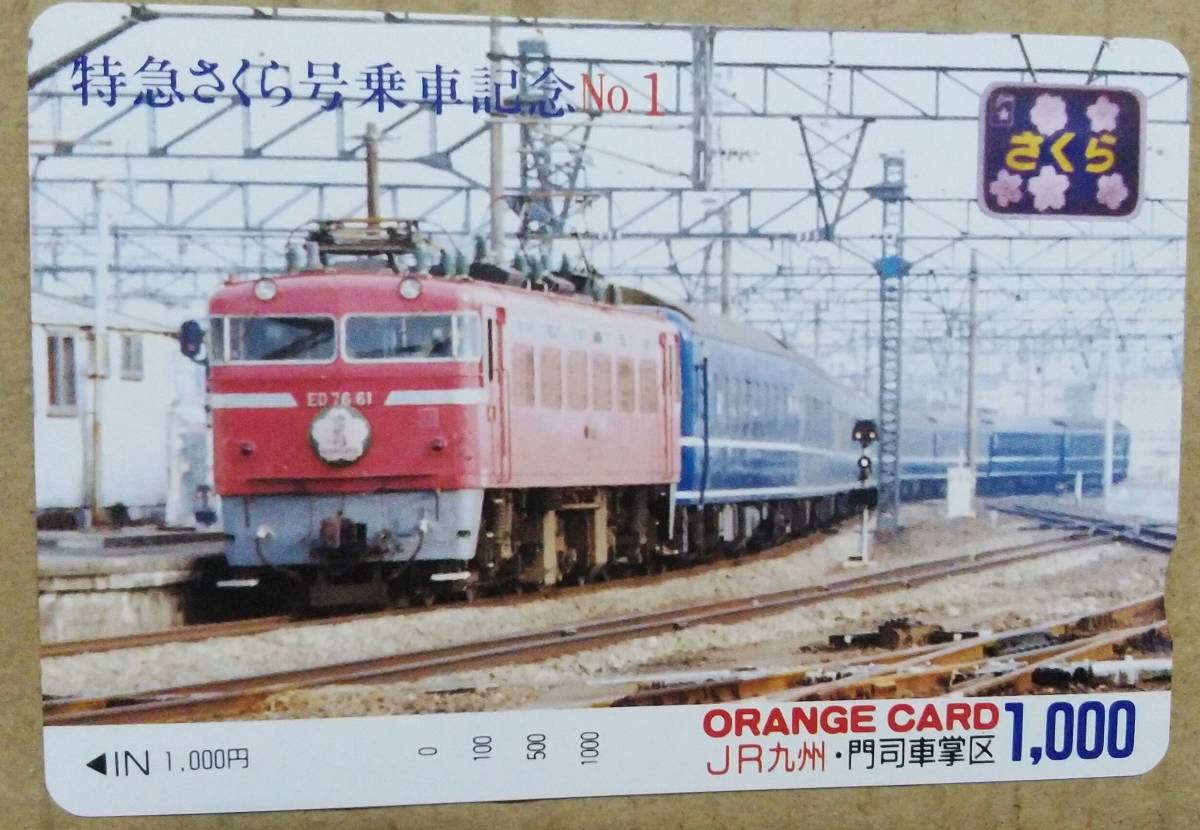 特急さくら号乗車記念No.1
さくら
ED 76 61
ORANGE CARD 1,000
JR九州・門司車掌区
◀IN 1,000円
0 100 500 1000